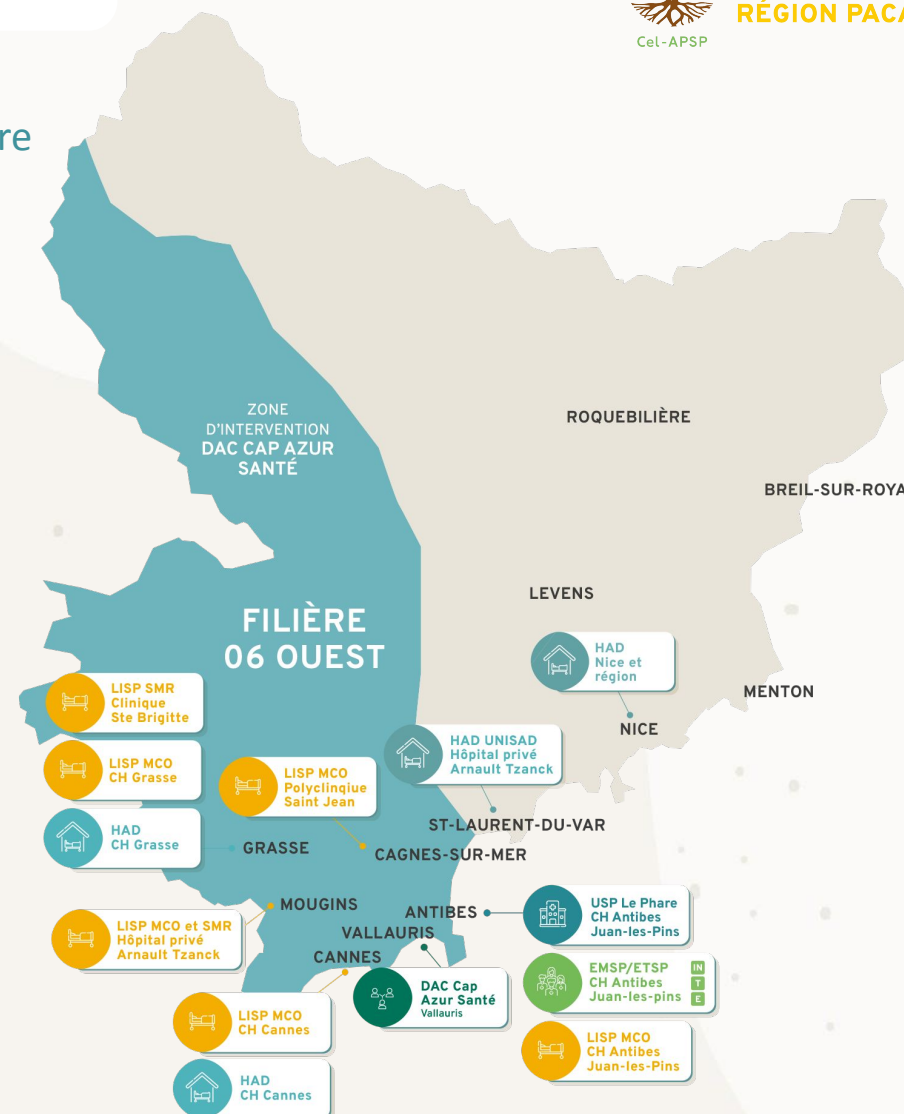 RÉGION PACA
Cel-APSP
re
ZONE
D'INTERVENTION
DAC CAP AZUR
SANTÉ
ROQUEBILIÈRE
BREIL-SUR-ROYA
LEVENS
FILIÈRE
06 OUEST
HAD
Nice et
région
MENTON
NICE
LISP SMR
Clinique
Ste Brigitte
HAD UNISAD
Hôpital privé
Arnault Tzanck
LISP MCO
CH Grasse
LISP MCO
Polyclinqiue
Saint Jean
ST-LAURENT-DU-VAR
HAD
CH Grasse
GRASSE
CAGNES-SUR-MER
MOUGINS
ANTIBES
USP Le Phare
CH Antibes
Juan-les-Pins
LISP MCO et SMR
Hôpital privé
Arnault Tzanck
VALLAURIS
CANNES
EMSP/ETSP
CH Antibes
Juan-les-pins
IN
T
E
DAC Cap
Azur Santé
Vallauris
LISP MCO
CH Cannes
LISP MCO
CH Antibes
Juan-les-Pins
HAD
CH Cannes